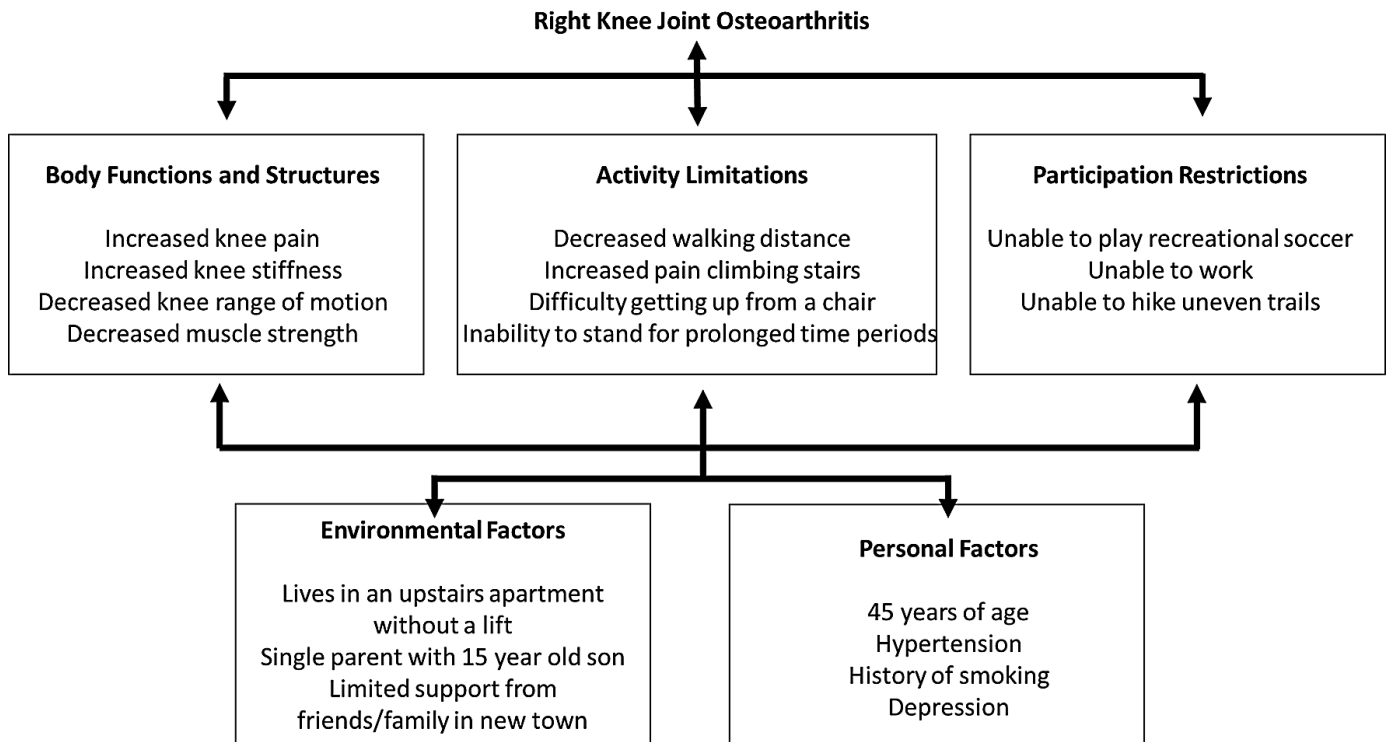 Right Knee Joint Osteoarthritis
Body Functions and Structures
Increased knee pain
Increased knee stiffness
Decreased knee range of motion
Decreased muscle strength
Activity Limitations
Decreased walking distance
Increased pain climbing stairs
Difficulty getting up from a chair
Inability to stand for prolonged time periods
Participation Restrictions
Unable to play recreational soccer
Unable to work
Unable to hike uneven trails
Environmental Factors
Lives in an upstairs apartment
without a lift
Single parent with 15 year old son
Limited support from
friends/family in new town
Personal Factors
45 years of age
Hypertension
History of smoking
Depression